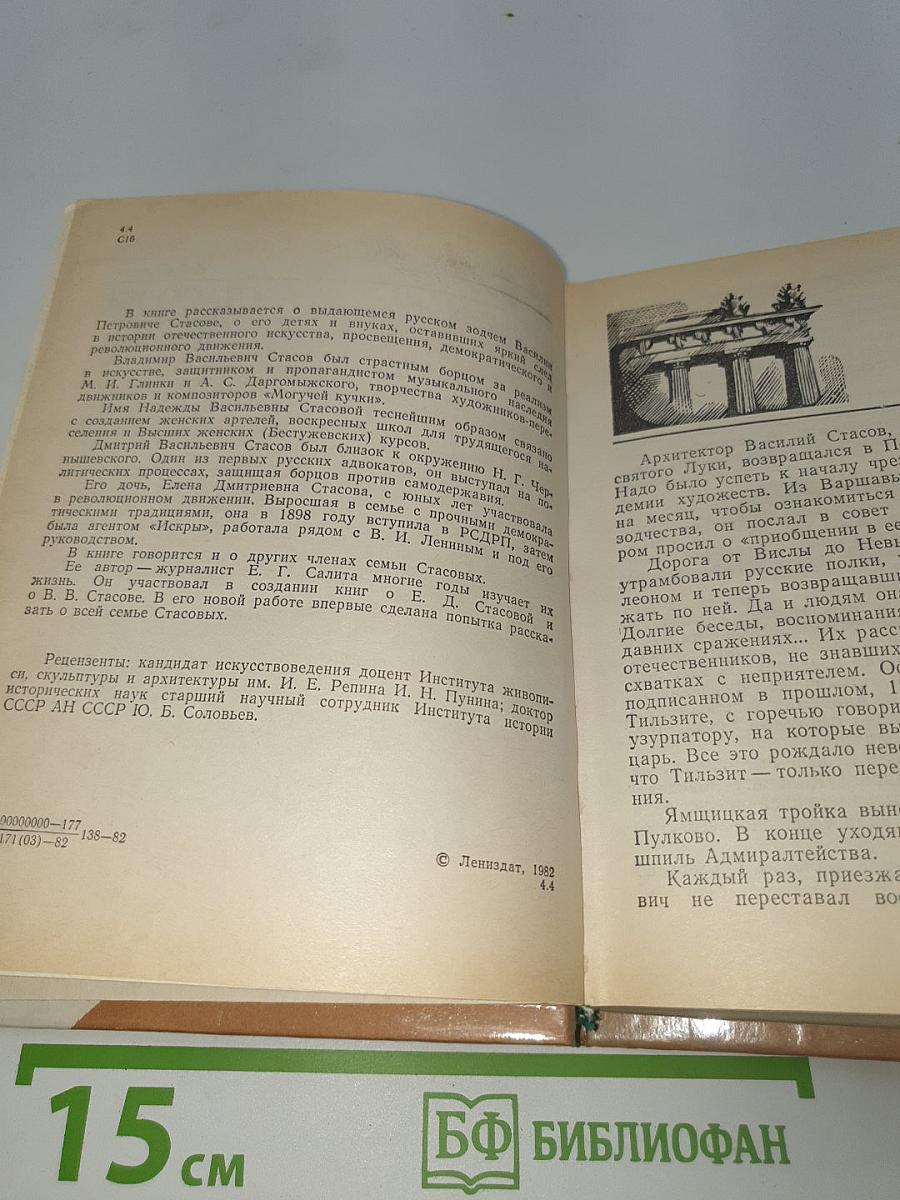 4.4
С16
В книге рассказывается о выдающемся русском зодчем Василии
Петровиче Стасове, о его детях и внуках, оставивших яркий след
в истории отечественного искусства, просвещения, демократического и
революционного движения.
Владимир Васильевич Стасов был страстным борцом за реализм
в искусстве, защитником и пропагандистом музыкального наследия
М. И. Глинки и А. С. Даргомыжского, творчества художников-пере-
движников и композиторов «Могучей кучки».
Имя Надежды Васильевны Стасовой теснейшим образом связано
с созданием женских артелей, воскресных школ для трудящегося на-
селения и Высших женских (Бестужевских) курсов.
Дмитрий Васильевич Стасов был близок к окружению Н. Г. Чер-
нышевского. Один из первых русских адвокатов, он выступал на по-
литических процессах, защищая борцов против самодержавия.
Его дочь, Елена Дмитриевна Стасова, с юных лет участвовала
в революционном движении. Выросшая в семье с прочными демокра-
тическими традициями, она в 1898 году вступила в РСДРП, затем
была агентом «Искры», работала рядом с В. И. Лениным и под его
руководством.
В книге говорится и о других членах семьи Стасовых.
Ее автор — журналист Е. Г. Салита многие годы изучает их
жизнь. Он участвовал в создании книг о Е. Д. Стасовой и
о В. В. Стасове. В его новой работе впервые сделана попытка расска-
зать о всей семье Стасовых.
Рецензенты: кандидат искусствоведения доцент Института живопи-
си, скульптуры и архитектуры им. И. Е. Репина И. Н. Пунина; доктор
исторических наук старший научный сотрудник Института истории
СССР АН СССР Ю. Б. Соловьев.
00000000—177
171(03)—82 138—82
© Лениздат, 1982
4.4
Архитектор Василий Стасов,
святого Луки, возвращался в П
Надо было успеть к началу чрез
демии художеств. Из Варшавы
на месяц, чтобы ознакомиться
зодчества, он послал в совет
ром просил о «приобщении в ее
Дорога от Вислы до Невы
утрамбовали русские полки,
леоном и теперь возвращавши
жать по ней. Да и людям она
Долгие беседы, воспоминания
давних сражениях... Их расс
отечественников, не знавших
схватках с неприятелем. Ос
подписанном в прошлом, 1
Тильзите, с горечью говори
узурпатору, на которые вы
царь. Все это рождало нев
что Тильзит — только пере
ния.
Ямщицкая тройка вын
Пулково. В конце уходя
шпиль Адмиралтейства.
Каждый раз, приезжа
вич не переставал вос
15 см
БФ БИБЛИОФАН